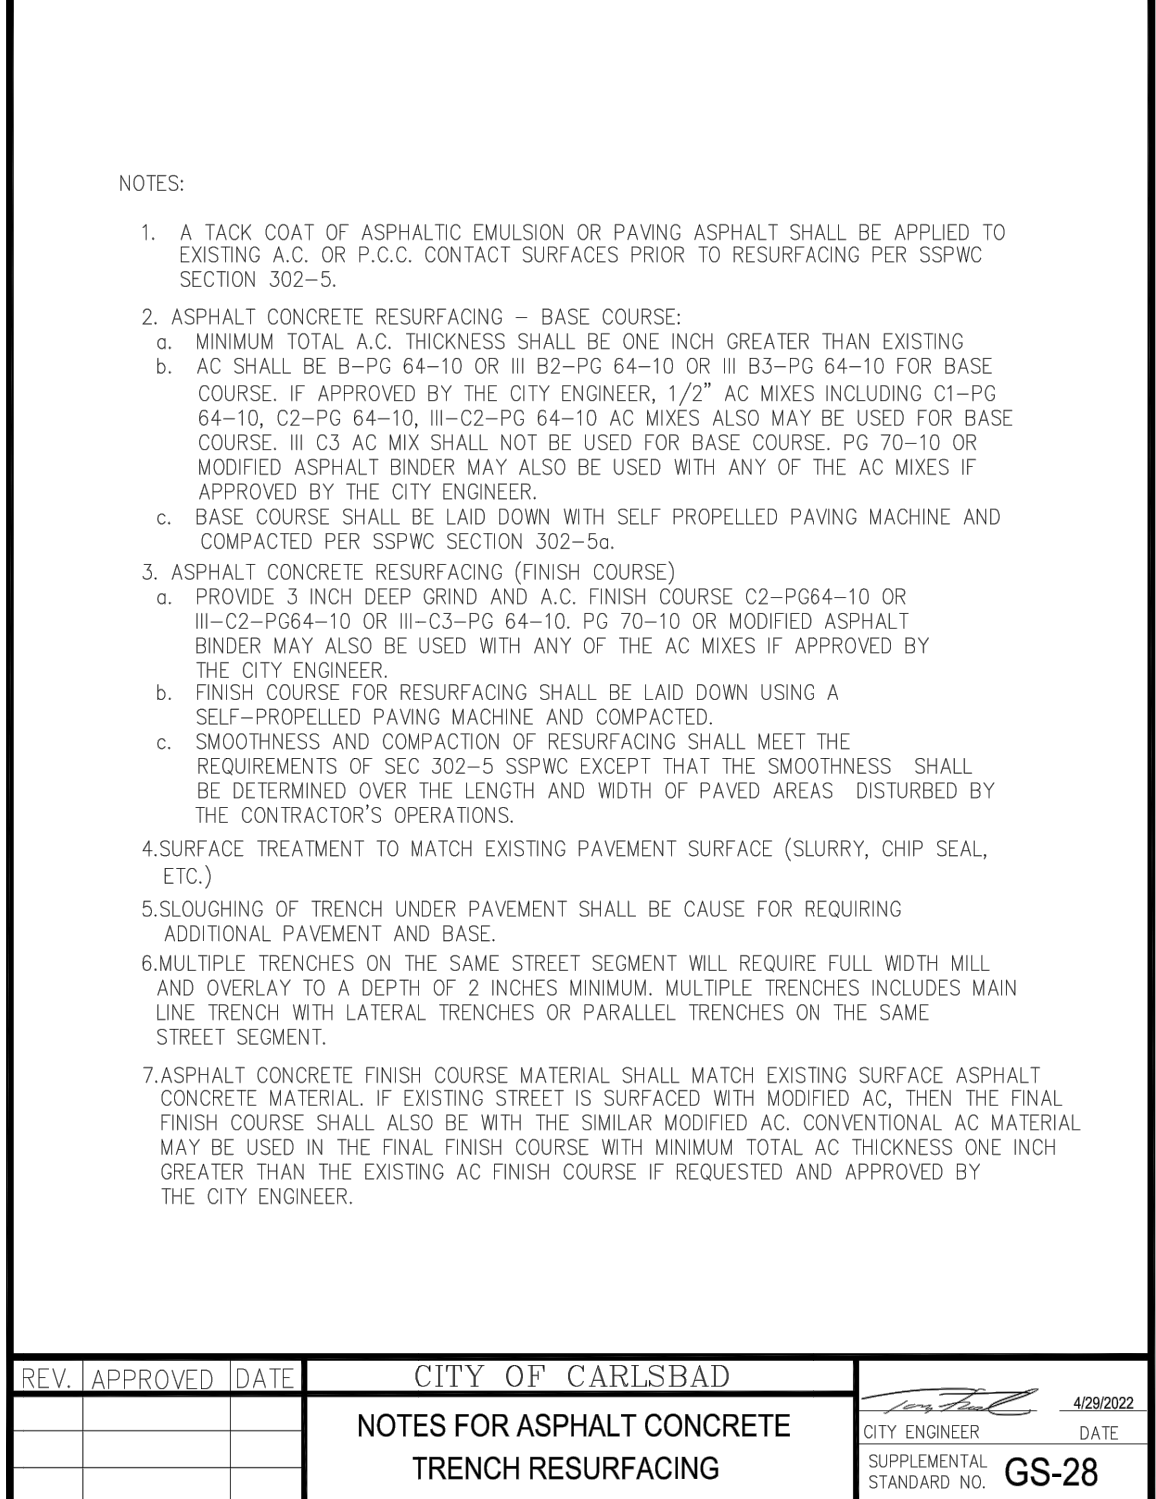 NOTES:
1. A TACK COAT OF ASPHALTIC EMULSION OR PAVING ASPHALT SHALL BE APPLIED TO
EXISTING A.C. OR P.C.C. CONTACT SURFACES PRIOR TO RESURFACING PER SSPWC
SECTION 302-5.
2. ASPHALT CONCRETE RESURFACING - BASE COURSE:
a. MINIMUM TOTAL A.C. THICKNESS SHALL BE ONE INCH GREATER THAN EXISTING
b. AC SHALL BE B-PG 64-10 OR III B2-PG 64-10 OR III B3-PG 64-10 FOR BASE
COURSE. IF APPROVED BY THE CITY ENGINEER, 1/2" AC MIXES INCLUDING C1-PG
64-10, C2-PG 64-10, III-C2-PG 64-10 AC MIXES ALSO MAY BE USED FOR BASE
COURSE. III C3 AC MIX SHALL NOT BE USED FOR BASE COURSE. PG 70-10 OR
MODIFIED ASPHALT BINDER MAY ALSO BE USED WITH ANY OF THE AC MIXES IF
APPROVED BY THE CITY ENGINEER.
c. BASE COURSE SHALL BE LAID DOWN WITH SELF PROPELLED PAVING MACHINE AND
COMPACTED PER SSPWC SECTION 302-5a.
3. ASPHALT CONCRETE RESURFACING (FINISH COURSE)
a. PROVIDE 3 INCH DEEP GRIND AND A.C. FINISH COURSE C2-PG64-10 OR
III-C2-PG64-10 OR III-C3-PG 64-10. PG 70-10 OR MODIFIED ASPHALT
BINDER MAY ALSO BE USED WITH ANY OF THE AC MIXES IF APPROVED BY
THE CITY ENGINEER.
b. FINISH COURSE FOR RESURFACING SHALL BE LAID DOWN USING A
SELF-PROPELLED PAVING MACHINE AND COMPACTED.
c. SMOOTHNESS AND COMPACTION OF RESURFACING SHALL MEET THE
REQUIREMENTS OF SEC 302-5 SSPWC EXCEPT THAT THE SMOOTHNESS SHALL
BE DETERMINED OVER THE LENGTH AND WIDTH OF PAVED AREAS DISTURBED BY
THE CONTRACTOR'S OPERATIONS.
4.SURFACE TREATMENT TO MATCH EXISTING PAVEMENT SURFACE (SLURRY, CHIP SEAL,
ETC.)
5.SLOUGHING OF TRENCH UNDER PAVEMENT SHALL BE CAUSE FOR REQUIRING
ADDITIONAL PAVEMENT AND BASE.
6.MULTIPLE TRENCHES ON THE SAME STREET SEGMENT WILL REQUIRE FULL WIDTH MILL
AND OVERLAY TO A DEPTH OF 2 INCHES MINIMUM. MULTIPLE TRENCHES INCLUDES MAIN
LINE TRENCH WITH LATERAL TRENCHES OR PARALLEL TRENCHES ON THE SAME
STREET SEGMENT.
7.ASPHALT CONCRETE FINISH COURSE MATERIAL SHALL MATCH EXISTING SURFACE ASPHALT
CONCRETE MATERIAL. IF EXISTING STREET IS SURFACED WITH MODIFIED AC, THEN THE FINAL
FINISH COURSE SHALL ALSO BE WITH THE SIMILAR MODIFIED AC. CONVENTIONAL AC MATERIAL
MAY BE USED IN THE FINAL FINISH COURSE WITH MINIMUM TOTAL AC THICKNESS ONE INCH
GREATER THAN THE EXISTING AC FINISH COURSE IF REQUESTED AND APPROVED BY
THE CITY ENGINEER.
REV. APPROVED DATE
CITY OF CARLSBAD
NOTES FOR ASPHALT CONCRETE
TRENCH RESURFACING
4/29/2022
CITY ENGINEER DATE
SUPPLEMENTAL
STANDARD NO. GS-28